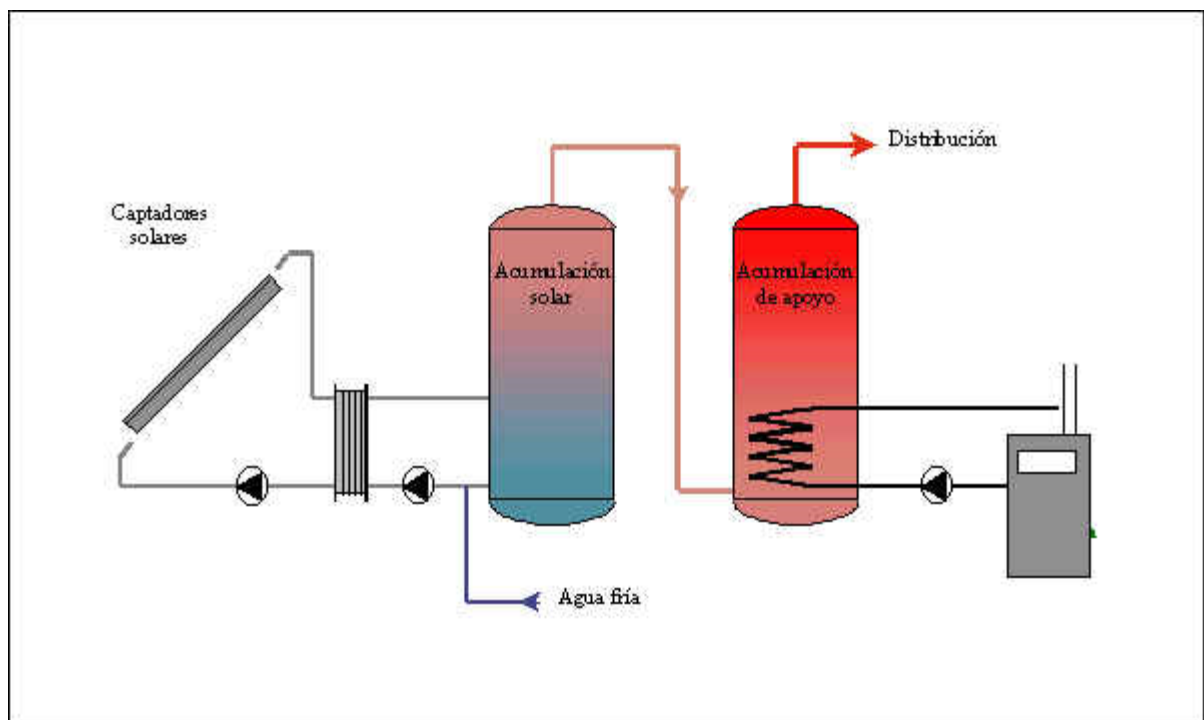 Distribución
Captadores
solares
Acumulación
solar
Acumulación
de apoyo
Agua fría